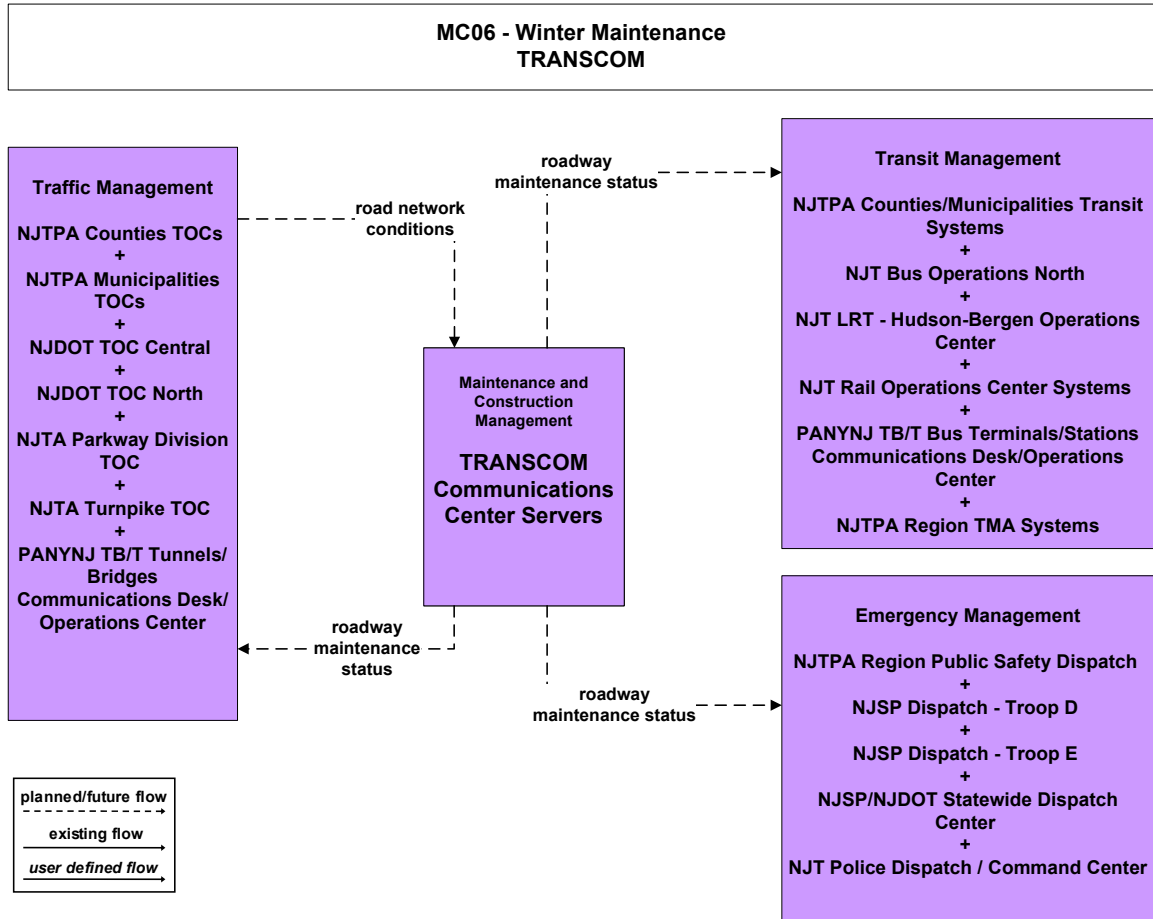 MC06 - Winter Maintenance
TRANSCOM
Traffic Management
NJTPA Counties TOCs
+
NJTPA Municipalities
TOCs
+
NJDOT TOC Central
+
NJDOT TOC North
+
NJTA Parkway Division
TOC
+
NJTA Turnpike TOC
+
PANYNJ TB/T Tunnels/
Bridges
Communications Desk/
Operations Center
road network
conditions
roadway
maintenance status
Maintenance and
Construction
Management
TRANSCOM
Communications
Center Servers
roadway
maintenance
status
roadway
maintenance status
Transit Management
NJTPA Counties/Municipalities Transit
Systems
+
NJT Bus Operations North
+
NJT LRT - Hudson-Bergen Operations
Center
+
NJT Rail Operations Center Systems
+
PANYNJ TB/T Bus Terminals/Stations
Communications Desk/Operations
Center
+
NJTPA Region TMA Systems
Emergency Management
NJTPA Region Public Safety Dispatch
+
NJSP Dispatch - Troop D
+
NJSP Dispatch - Troop E
+
NJSP/NJDOT Statewide Dispatch
Center
+
NJT Police Dispatch / Command Center
planned/future flow
existing flow
user defined flow